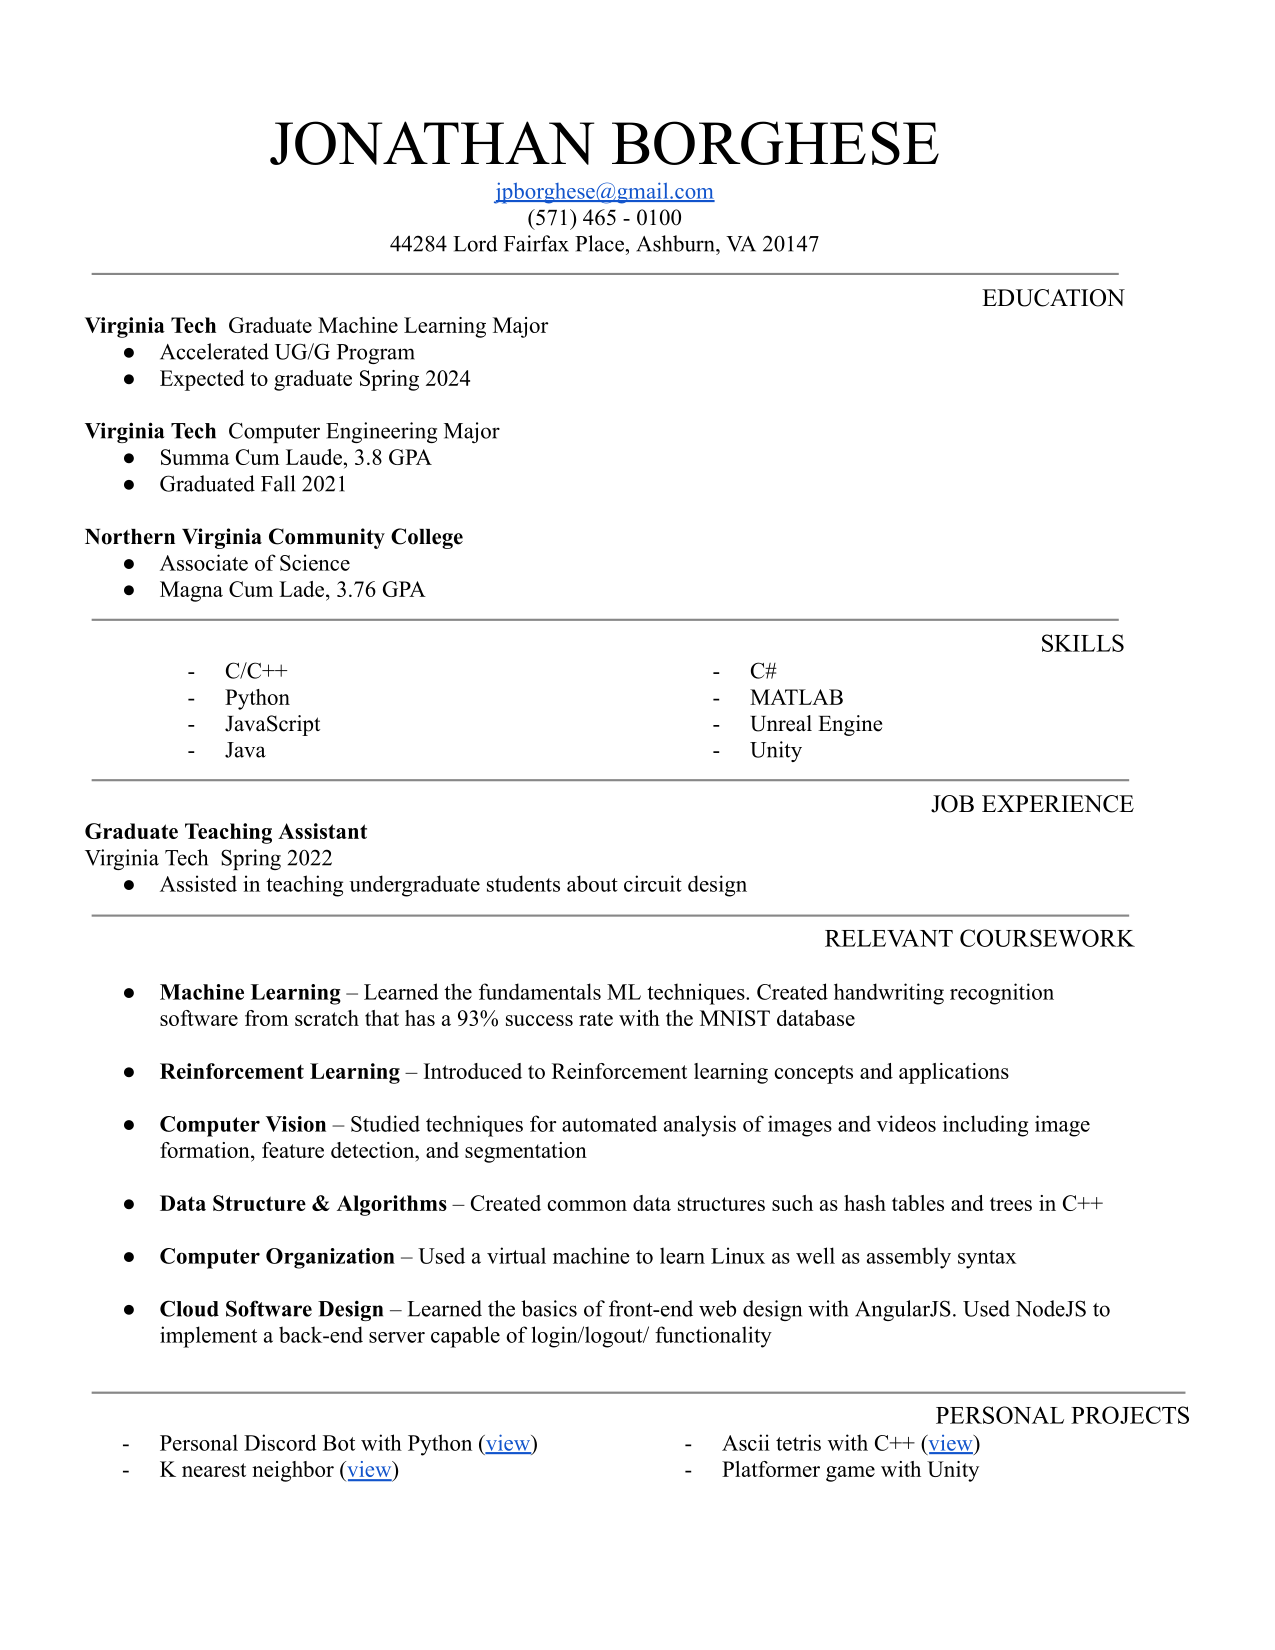 JONATHAN BORGHESE
jpborghese@gmail.com
(571) 465 - 0100
44284 Lord Fairfax Place, Ashburn, VA 20147
EDUCATION
Virginia Tech  Graduate Machine Learning Major
● Accelerated UG/G Program
● Expected to graduate Spring 2024
Virginia Tech  Computer Engineering Major
● Summa Cum Laude, 3.8 GPA
● Graduated Fall 2021
Northern Virginia Community College
● Associate of Science
● Magna Cum Lade, 3.76 GPA
SKILLS
- C/C++
- Python
- JavaScript
- Java
- C#
- MATLAB
- Unreal Engine
- Unity
JOB EXPERIENCE
Graduate Teaching Assistant
Virginia Tech  Spring 2022
● Assisted in teaching undergraduate students about circuit design
RELEVANT COURSEWORK
● Machine Learning – Learned the fundamentals ML techniques. Created handwriting recognition
software from scratch that has a 93% success rate with the MNIST database
● Reinforcement Learning – Introduced to Reinforcement learning concepts and applications
● Computer Vision – Studied techniques for automated analysis of images and videos including image
formation, feature detection, and segmentation
● Data Structure & Algorithms – Created common data structures such as hash tables and trees in C++
● Computer Organization – Used a virtual machine to learn Linux as well as assembly syntax
● Cloud Software Design – Learned the basics of front-end web design with AngularJS. Used NodeJS to
implement a back-end server capable of login/logout/ functionality
PERSONAL PROJECTS
- Personal Discord Bot with Python (view)
- K nearest neighbor (view)
- Ascii tetris with C++ (view)
- Platformer game with Unity